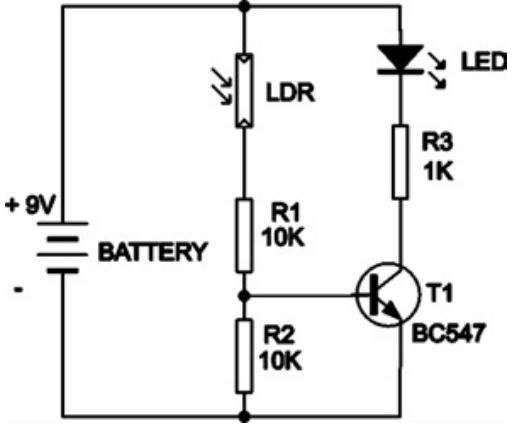 LED
LDR
R3
1K
+ 9V
R1
10K
BATTERY
-
T1
R2
10K
BC547